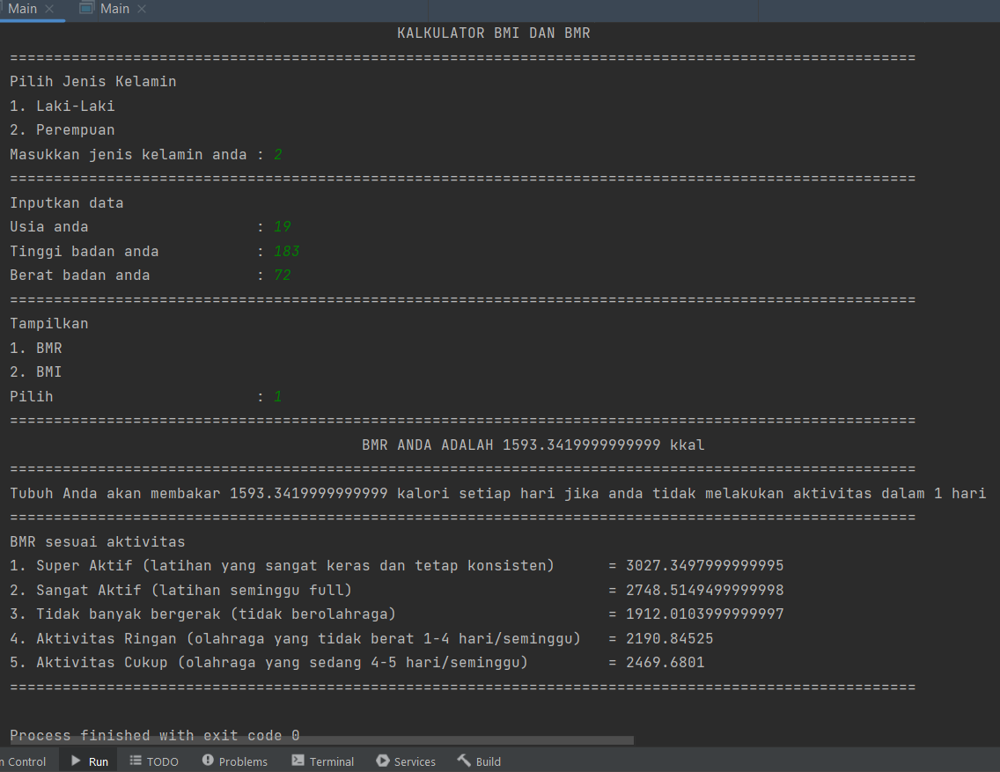 Main Main
KALKULATOR BMI DAN BMR
=======================================================================================================
Pilih Jenis Kelamin
1. Laki-Laki
2. Perempuan
Masukkan jenis kelamin anda : 2
=======================================================================================================
Inputkan data
Usia anda : 19
Tinggi badan anda : 183
Berat badan anda : 72
=======================================================================================================
Tampilkan
1. BMR
2. BMI
Pilih : 1
=======================================================================================================
BMR ANDA ADALAH 1593.3419999999999 kkal
=======================================================================================================
Tubuh Anda akan membakar 1593.3419999999999 kalori setiap hari jika anda tidak melakukan aktivitas dalam 1 hari
=======================================================================================================
BMR sesuai aktivitas
1. Super Aktif (latihan yang sangat keras dan tetap konsisten) = 3027.3497999999995
2. Sangat Aktif (latihan seminggu full) = 2748.5149499999998
3. Tidak banyak bergerak (tidak berolahraga) = 1912.0103999999997
4. Aktivitas Ringan (olahraga yang tidak berat 1-4 hari/seminggu) = 2190.84525
5. Aktivitas Cukup (olahraga yang sedang 4-5 hari/seminggu) = 2469.6801
=======================================================================================================
Process finished with exit code 0
n Control Run TODO Problems Terminal Services Build